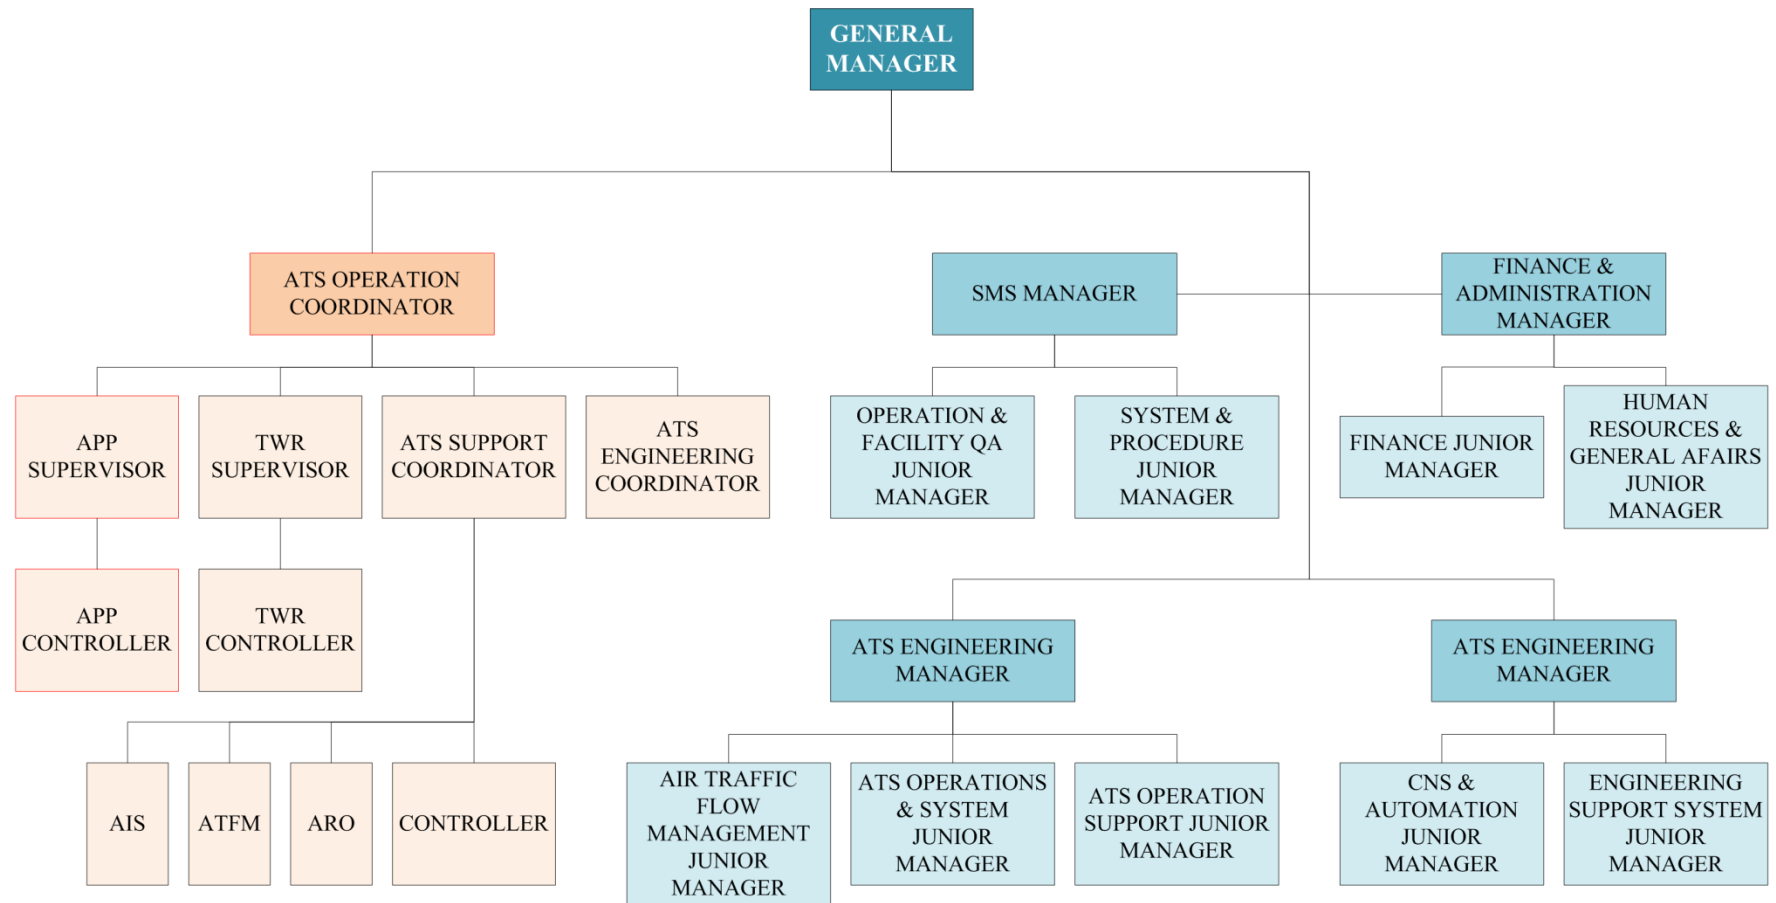 GENERAL
MANAGER
ATS OPERATION
COORDINATOR
SMS MANAGER
FINANCE &
ADMINISTRATION
MANAGER
APP
SUPERVISOR
TWR
SUPERVISOR
ATS SUPPORT
COORDINATOR
ATS
ENGINEERING
COORDINATOR
OPERATION &
FACILITY QA
JUNIOR
MANAGER
SYSTEM &
PROCEDURE
JUNIOR
MANAGER
FINANCE JUNIOR
MANAGER
HUMAN
RESOURCES &
GENERAL AFAIRS
JUNIOR
MANAGER
APP
CONTROLLER
TWR
CONTROLLER
ATS ENGINEERING
MANAGER
ATS ENGINEERING
MANAGER
AIS
ATFM
ARO
CONTROLLER
AIR TRAFFIC
FLOW
MANAGEMENT
JUNIOR
MANAGER
ATS OPERATIONS
& SYSTEM
JUNIOR
MANAGER
ATS OPERATION
SUPPORT JUNIOR
MANAGER
CNS &
AUTOMATION
JUNIOR
MANAGER
ENGINEERING
SUPPORT SYSTEM
JUNIOR
MANAGER